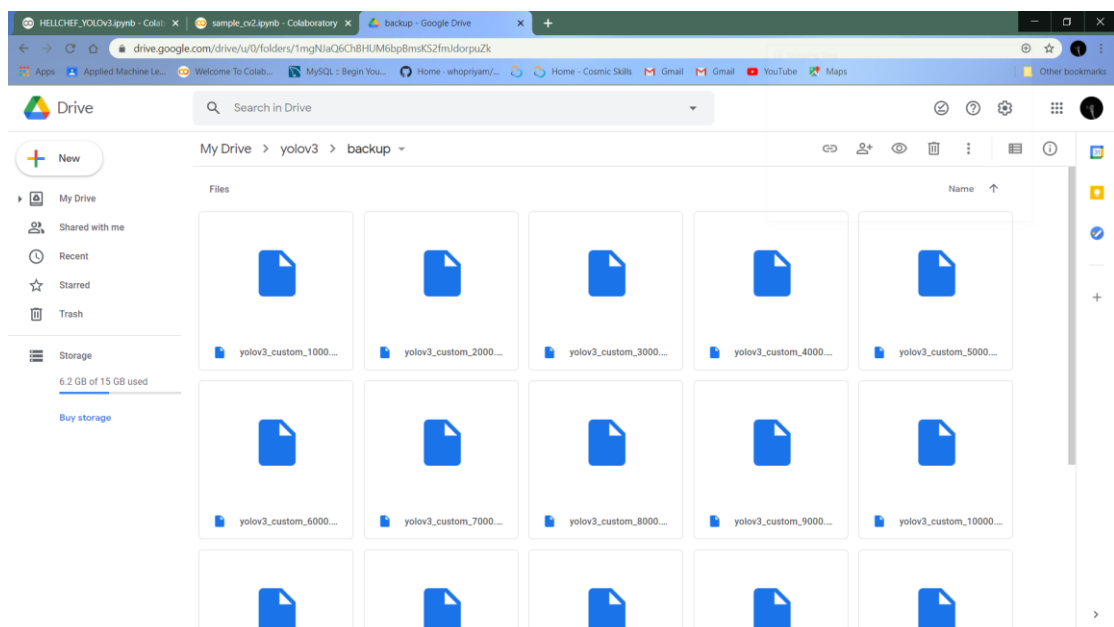 HELLCHEF_YOLOv3.ipynb - Colab
sample_cv2.ipynb - Colaboratory
backup - Google Drive
drive.google.com/drive/u/0/folders/1mgNJaQ6ChBHUM6bpBmsKS2fmJdorpuZk
Apps Applied Machine Le... Welcome To Colab... MySQL :: Begin You... Home - whopriyam/... Home - Cosmic Skills Gmail Gmail YouTube Maps Other bookmarks
Drive
Search in Drive
New
My Drive > yolov3 > backup
My Drive
Shared with me
Recent
Starred
Trash
Storage
6.2 GB of 15 GB used
Buy storage
Files
Name
yolov3_custom_1000....
yolov3_custom_2000....
yolov3_custom_3000....
yolov3_custom_4000....
yolov3_custom_5000....
yolov3_custom_6000....
yolov3_custom_7000....
yolov3_custom_8000....
yolov3_custom_9000....
yolov3_custom_10000....